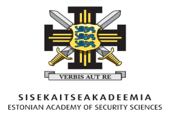 VERBIS AUT RE
SISEKAITSEAKADEEMIA
ESTONIAN ACADEMY OF SECURITY SCIENCES